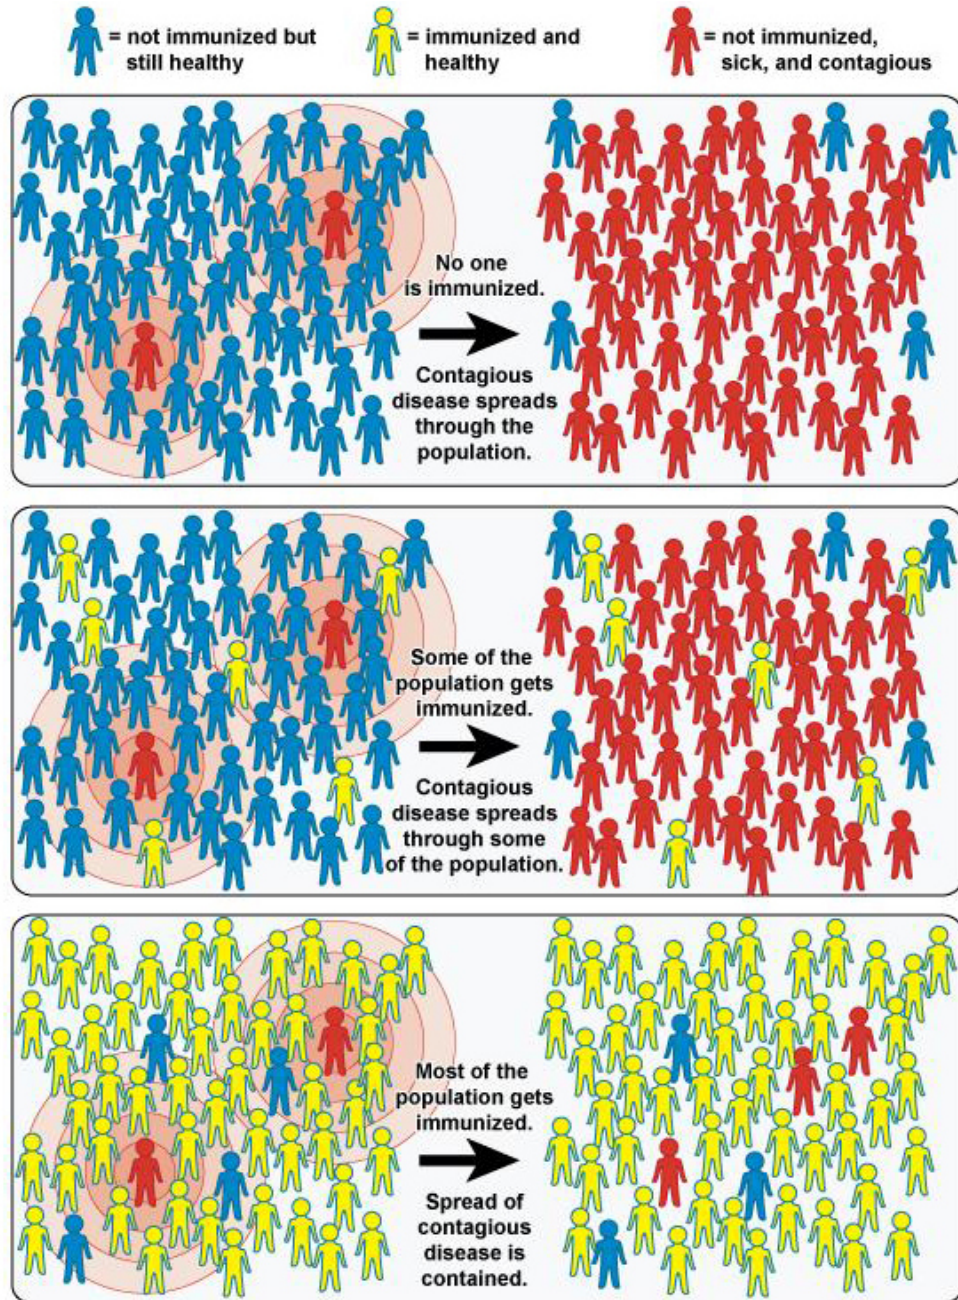 = not immunized but
still healthy
= immunized and
healthy
= not immunized,
sick, and contagious
No one
is immunized.
Contagious
disease spreads
through the
population.
Some of the
population gets
immunized.
Contagious
disease spreads
through some
of the population.
Most of the
population gets
immunized.
Spread of
contagious
disease is
contained.